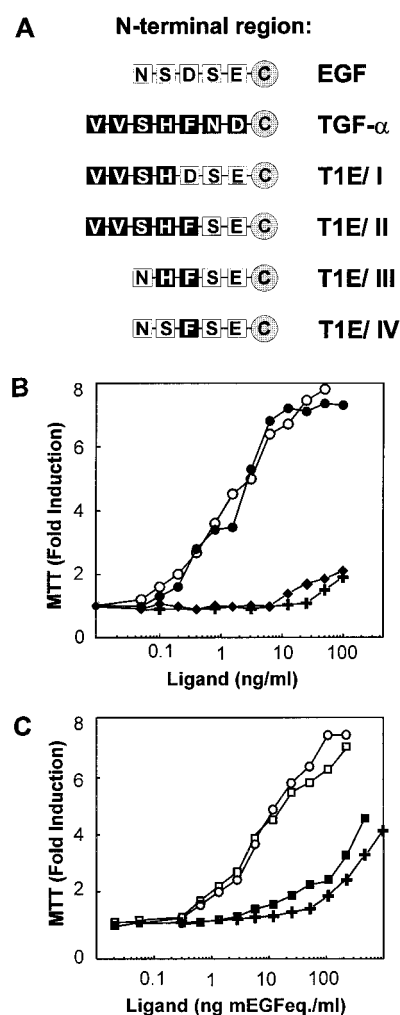 A N-terminal region:
N S D S E C EGF
V V S H F N D C TGF-α
V V S H D S E C T1E/ I
V V S H F S E C T1E/ II
N H F S E C T1E/ III
N S F S E C T1E/ IV
B
8
6
4
2
0
MTT (Fold Induction)
0.1 1 10 100
Ligand (ng/ml)
C
8
6
4
2
0
MTT (Fold Induction)
0.1 1 10 100
Ligand (ng mEGFeq./ml)